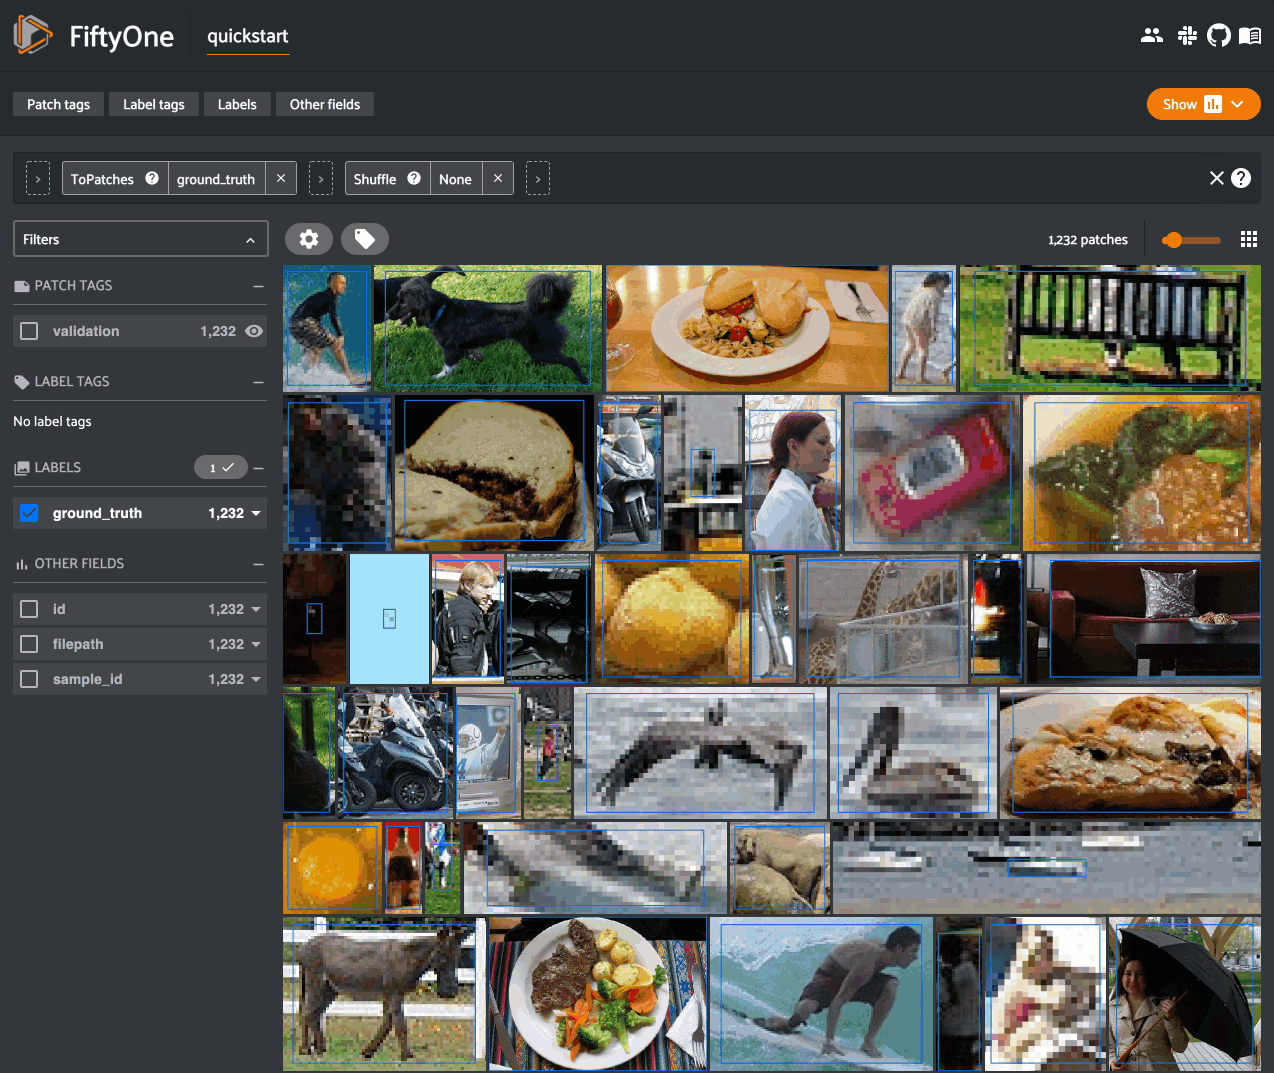 FiftyOne
quickstart
Patch tags
Label tags
Labels
Other fields
Show
ToPatches
ground_truth
Shuffle
None
Filters
1,232 patches
PATCH TAGS
validation
1,232
LABEL TAGS
No label tags
LABELS
1
ground_truth
1,232
OTHER FIELDS
id
1,232
filepath
1,232
sample_id
1,232